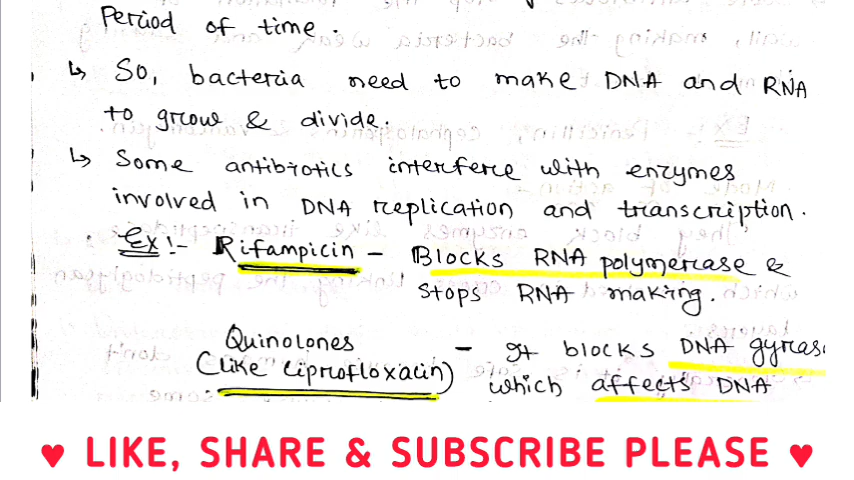 Period of time.
↳ So, bacteria need to make DNA and RNA
to grow & divide.
↳ Some antibiotics interfere with enzymes
involved in DNA replication and transcription.
Ex:- Rifampicin - Blocks RNA polymerase &
stops RNA making.
Quinolones - It blocks DNA gyrase
(like Ciprofloxacin) which affects DNA
♥ LIKE, SHARE & SUBSCRIBE PLEASE ♥